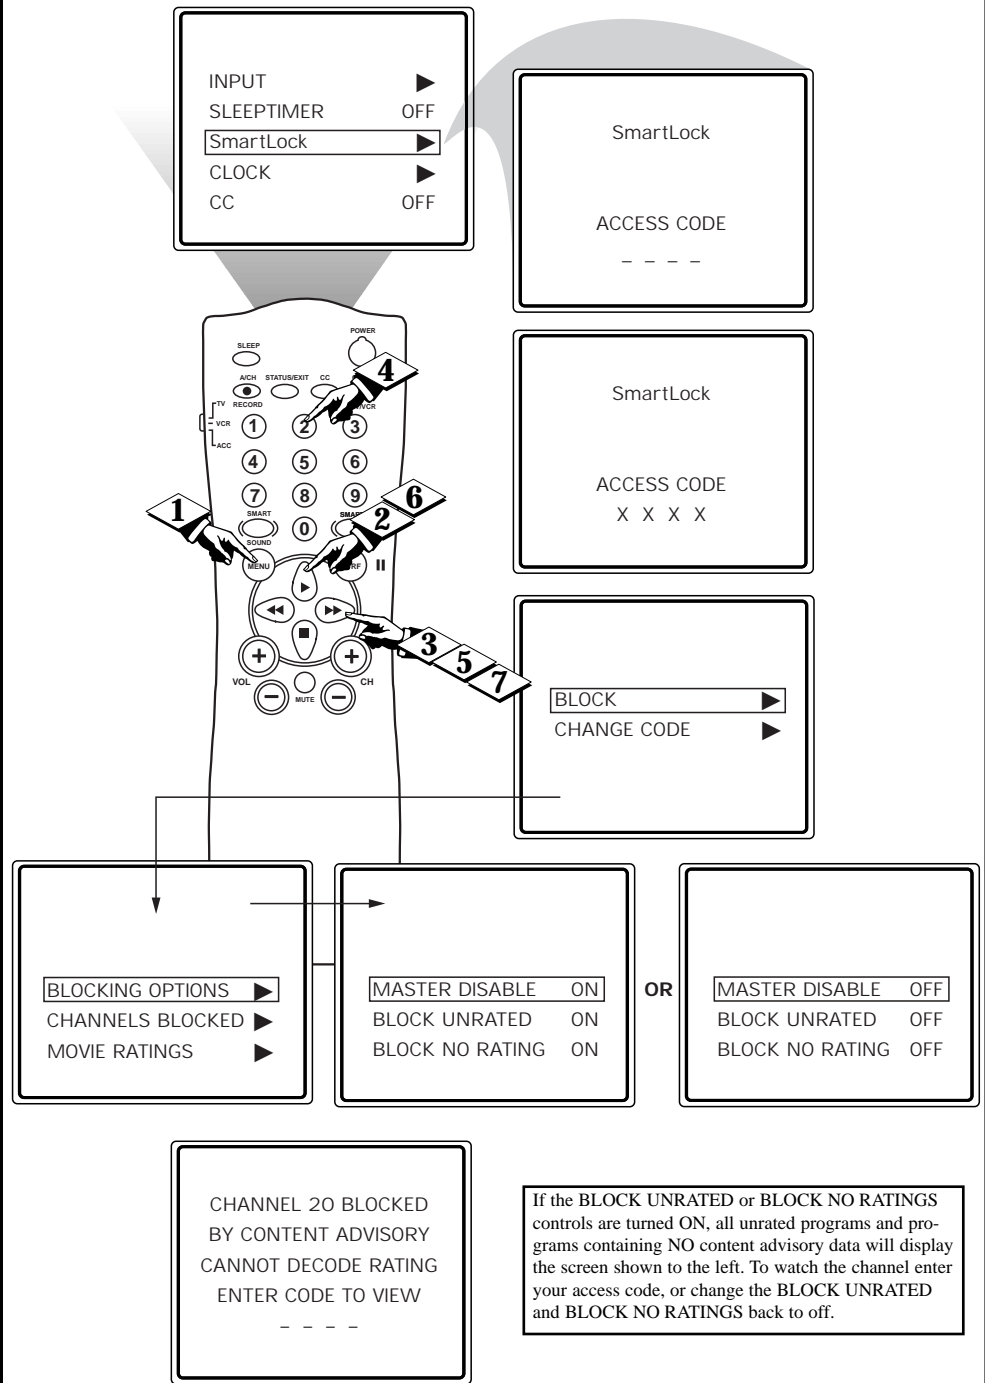 INPUT ▶
SLEEPTIMER OFF
SmartLock ▶
CLOCK ▶
CC OFF
SmartLock
ACCESS CODE
_ _ _ _
SmartLock
ACCESS CODE
X X X X
SLEEP
POWER
A/CH STATUS/EXIT CC
RECORD
/VCR
TV
VCR
ACC
1 2 3
4 5 6
7 8 9
0
SMART
SOUND
MENU
RF
VOL
MUTE
CH
4
6
2
1
3
5
7
BLOCK ▶
CHANGE CODE ▶
BLOCKING OPTIONS ▶
CHANNELS BLOCKED ▶
MOVIE RATINGS ▶
MASTER DISABLE ON
BLOCK UNRATED ON
BLOCK NO RATING ON
OR
MASTER DISABLE OFF
BLOCK UNRATED OFF
BLOCK NO RATING OFF
CHANNEL 20 BLOCKED
BY CONTENT ADVISORY
CANNOT DECODE RATING
ENTER CODE TO VIEW
_ _ _ _
If the BLOCK UNRATED or BLOCK NO RATINGS
controls are turned ON, all unrated programs and pro-
grams containing NO content advisory data will display
the screen shown to the left. To watch the channel enter
your access code, or change the BLOCK UNRATED
and BLOCK NO RATINGS back to off.